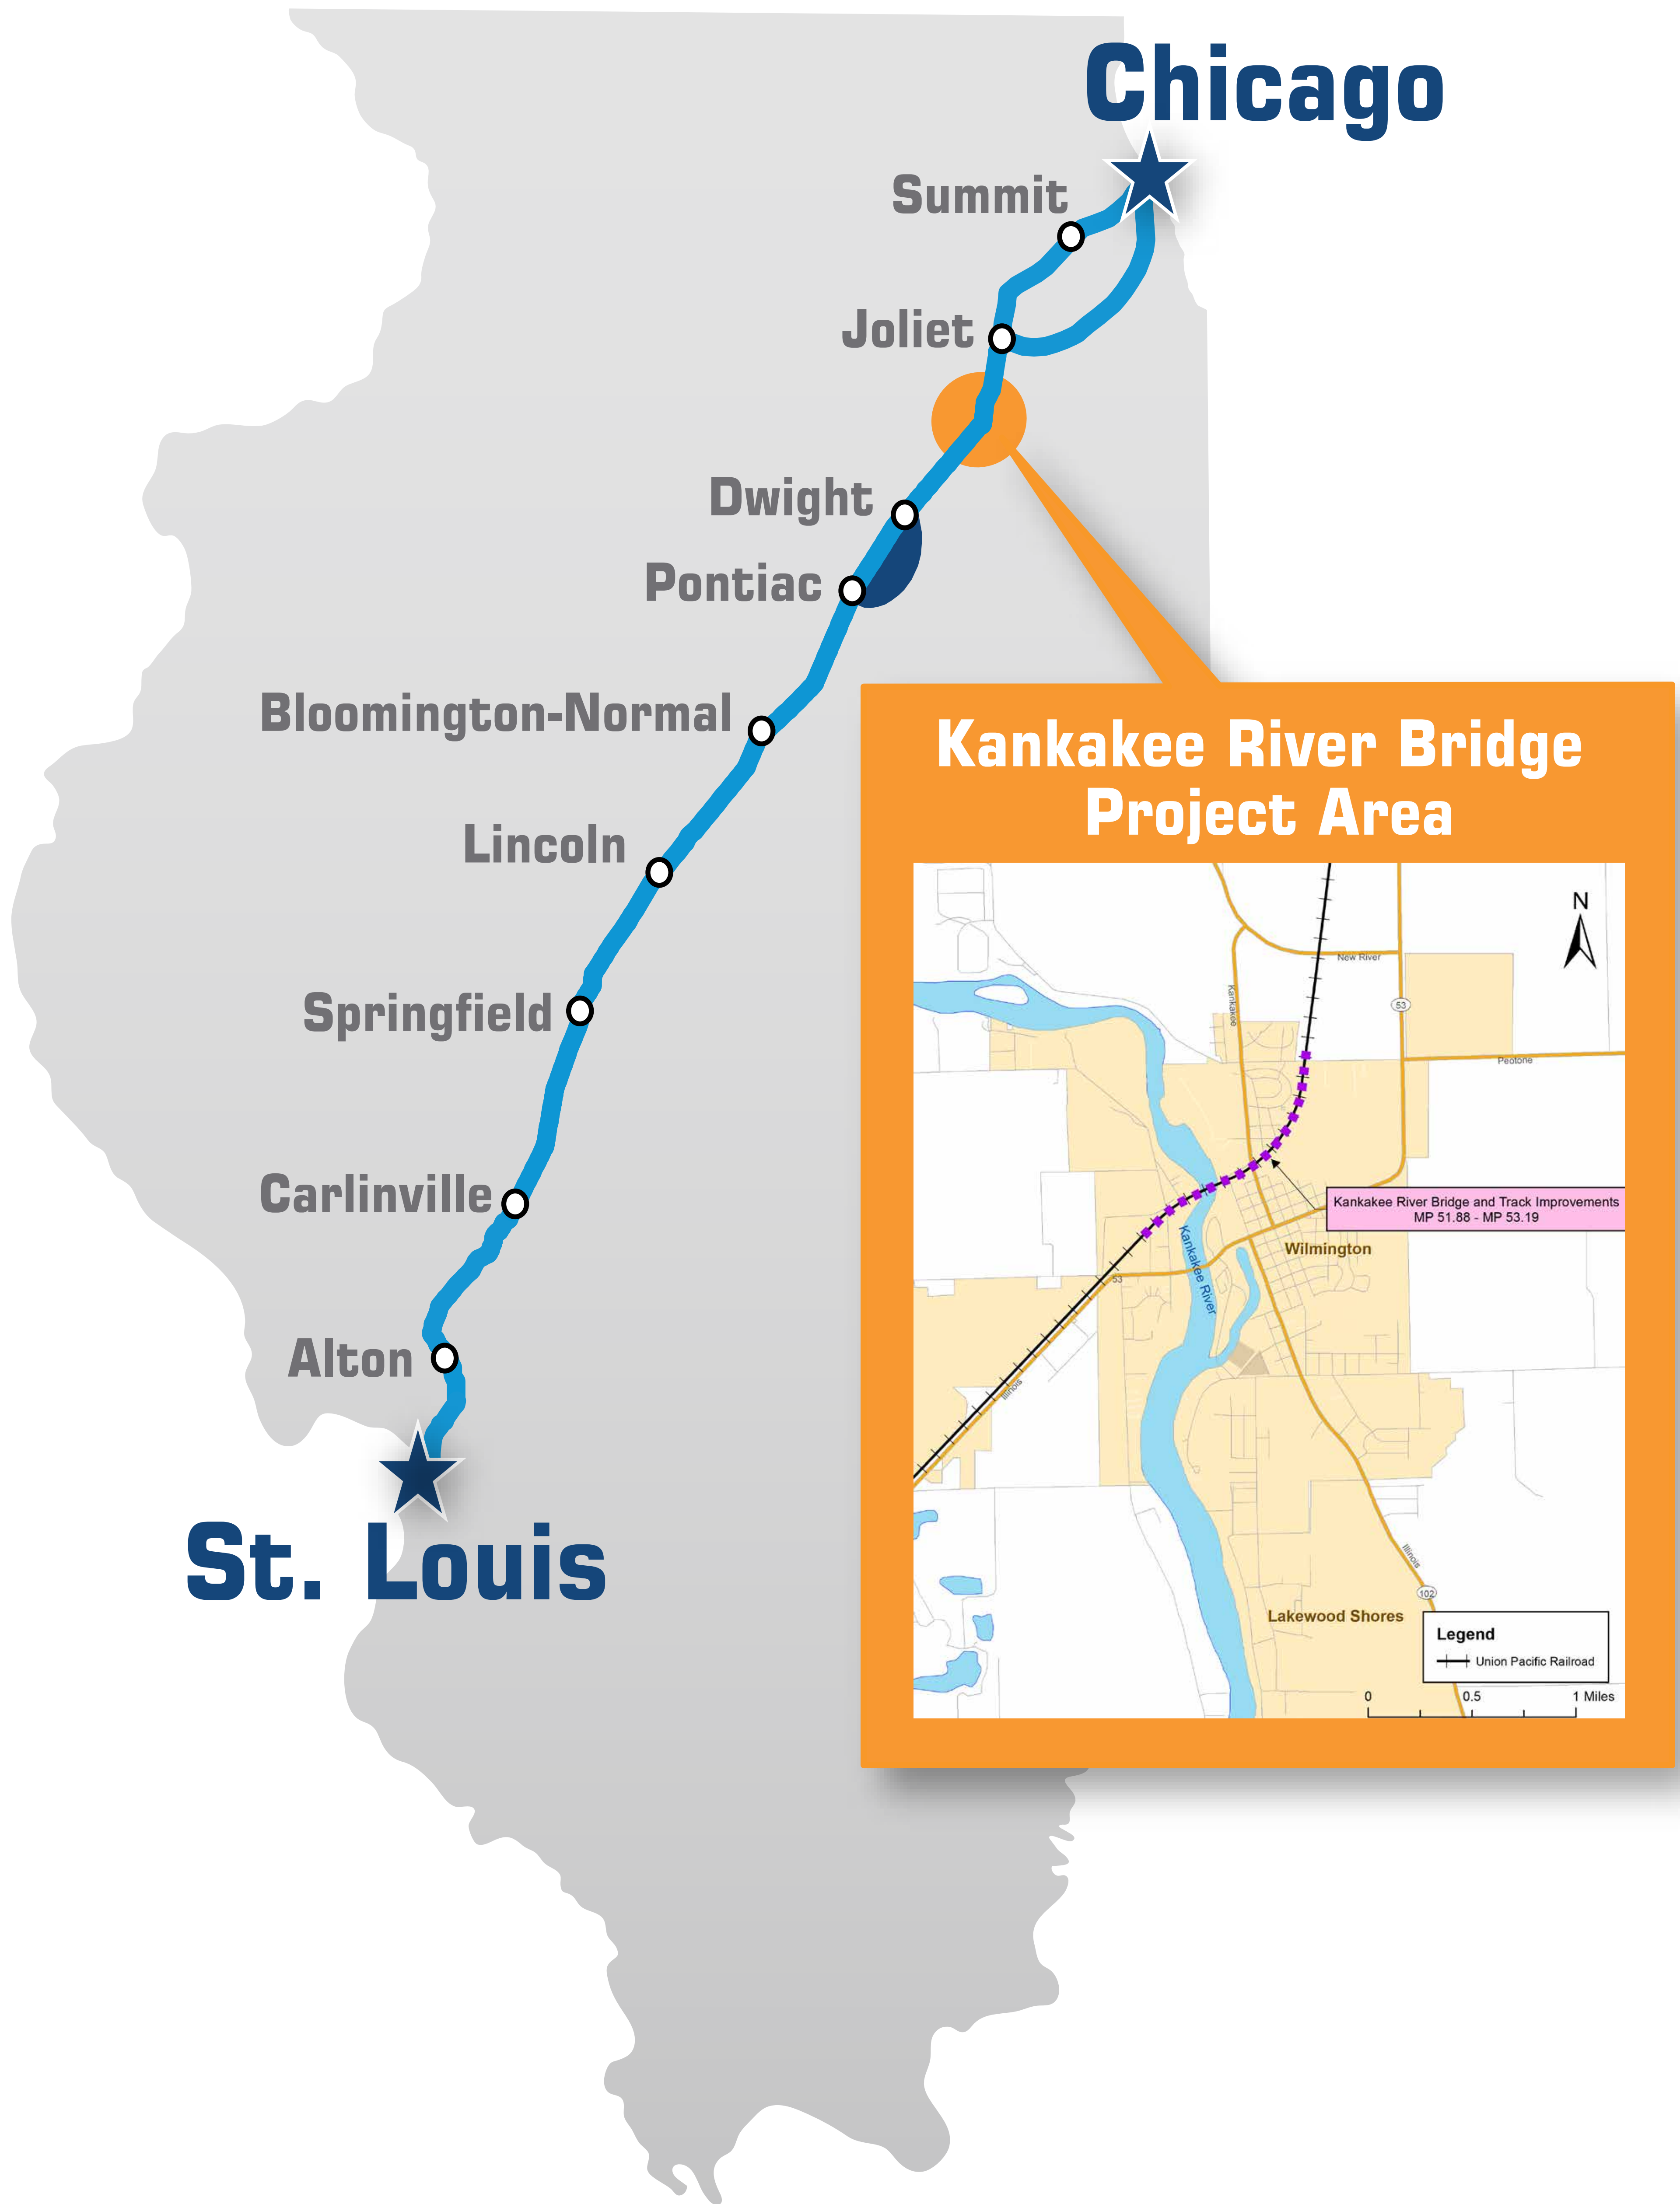 Chicago
Summit
Joliet
Dwight
Pontiac
Bloomington-Normal
Lincoln
Springfield
Carlinville
Alton
St. Louis
Kankakee River Bridge
Project Area
N
New River
Kankakee
53
Peotone
Kankakee River Bridge and Track Improvements
MP 51.88 - MP 53.19
Wilmington
Kankakee River
53
Illinois
Illinois
102
Lakewood Shores
Legend
Union Pacific Railroad
0 0.5 1 Miles